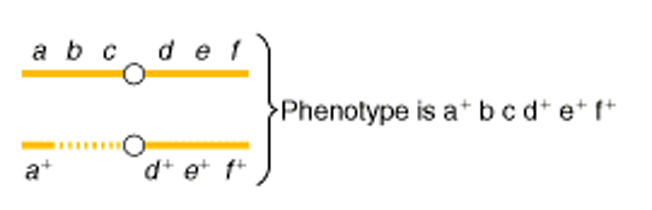 a b c d e f
Phenotype is a⁺ b c d⁺ e⁺ f⁺
a⁺ d⁺ e⁺ f⁺